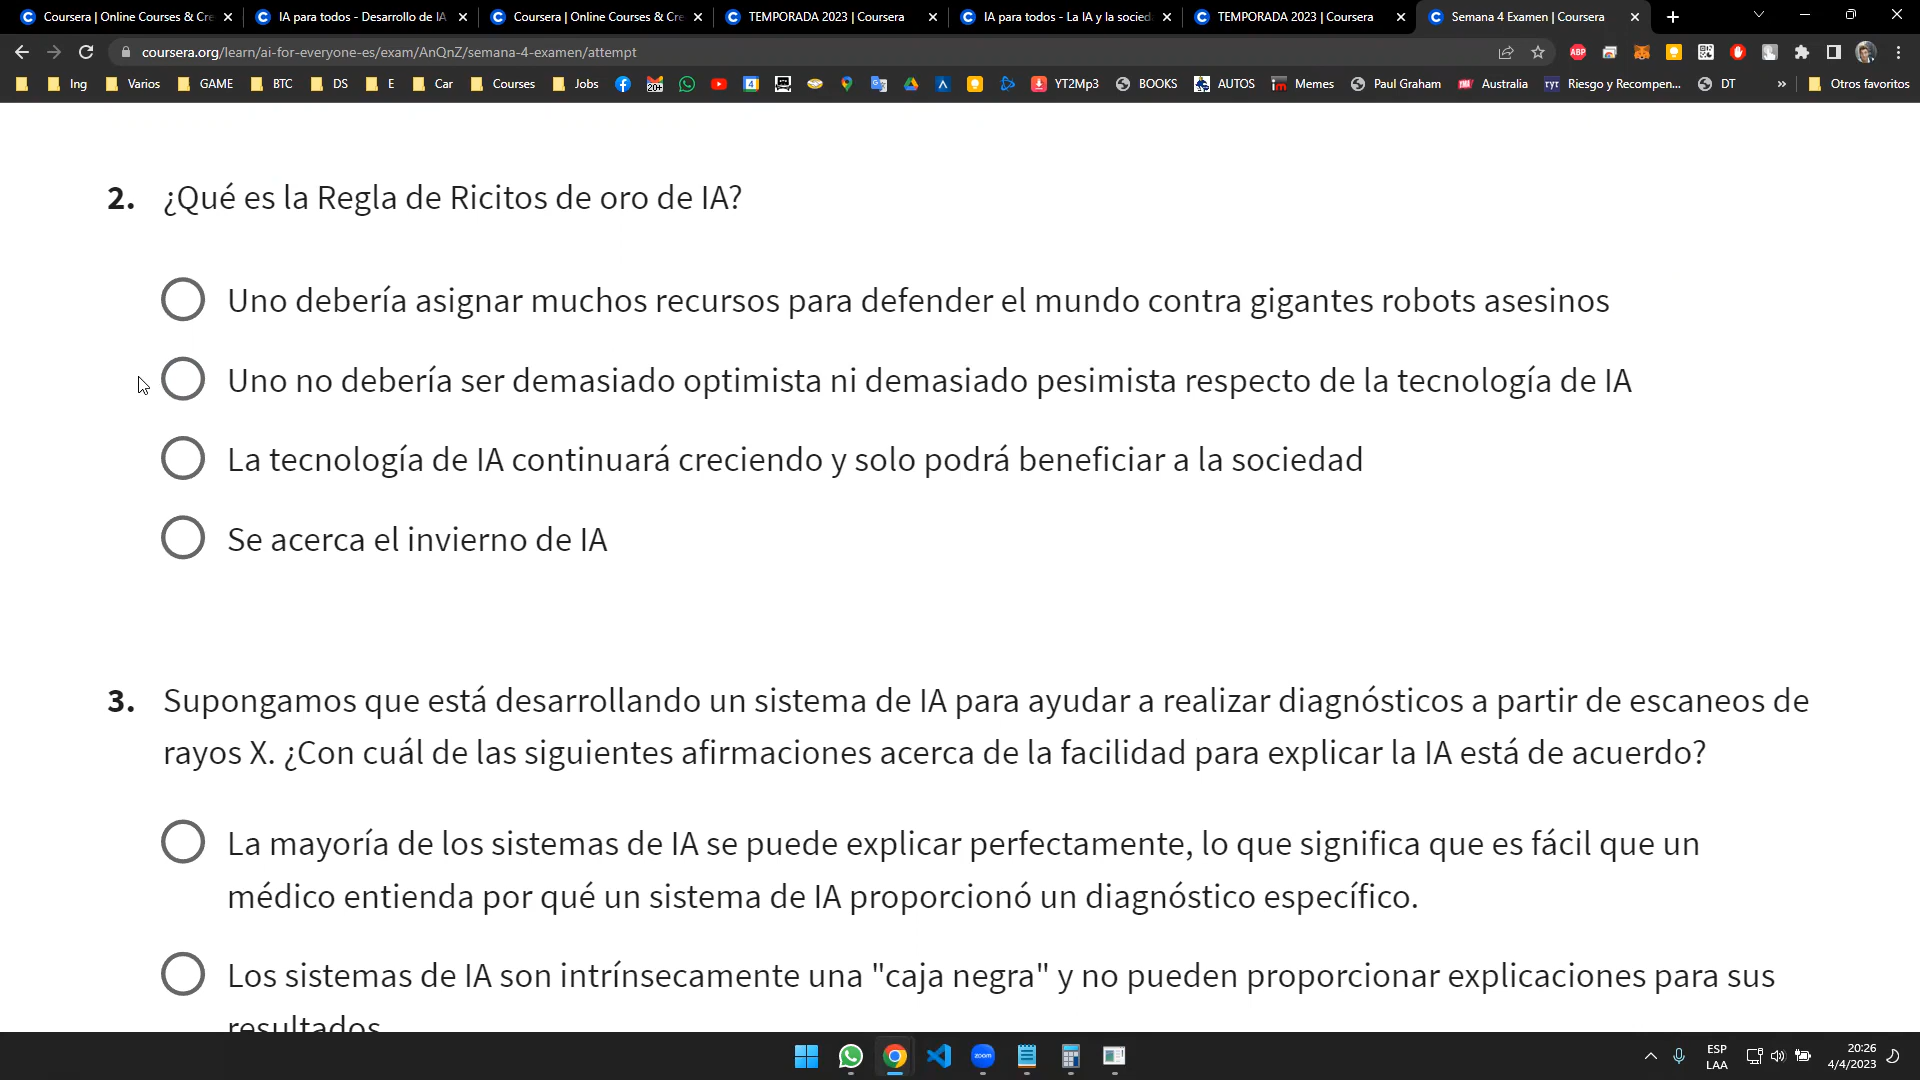 Coursera | Online Courses & Cre
IA para todos - Desarrollo de IA
Coursera | Online Courses & Cre
TEMPORADA 2023 | Coursera
IA para todos - La IA y la socied
TEMPORADA 2023 | Coursera
Semana 4 Examen | Coursera
coursera.org/learn/ai-for-everyone-es/exam/AnQnZ/semana-4-examen/attempt
ABP
Ing
Varios
GAME
BTC
DS
E
Car
Courses
Jobs
20+
4
YT2Mp3
BOOKS
AUTOS
Memes
Paul Graham
Australia
TYT
Riesgo y Recompen...
DT
»
Otros favoritos
2. ¿Qué es la Regla de Ricitos de oro de IA?
Uno debería asignar muchos recursos para defender el mundo contra gigantes robots asesinos
Uno no debería ser demasiado optimista ni demasiado pesimista respecto de la tecnología de IA
La tecnología de IA continuará creciendo y solo podrá beneficiar a la sociedad
Se acerca el invierno de IA
3. Supongamos que está desarrollando un sistema de IA para ayudar a realizar diagnósticos a partir de escaneos de
rayos X. ¿Con cuál de las siguientes afirmaciones acerca de la facilidad para explicar la IA está de acuerdo?
La mayoría de los sistemas de IA se puede explicar perfectamente, lo que significa que es fácil que un
médico entienda por qué un sistema de IA proporcionó un diagnóstico específico.
Los sistemas de IA son intrínsecamente una "caja negra" y no pueden proporcionar explicaciones para sus
resultados.
zoom
ESP
LAA
20:26
4/4/2023